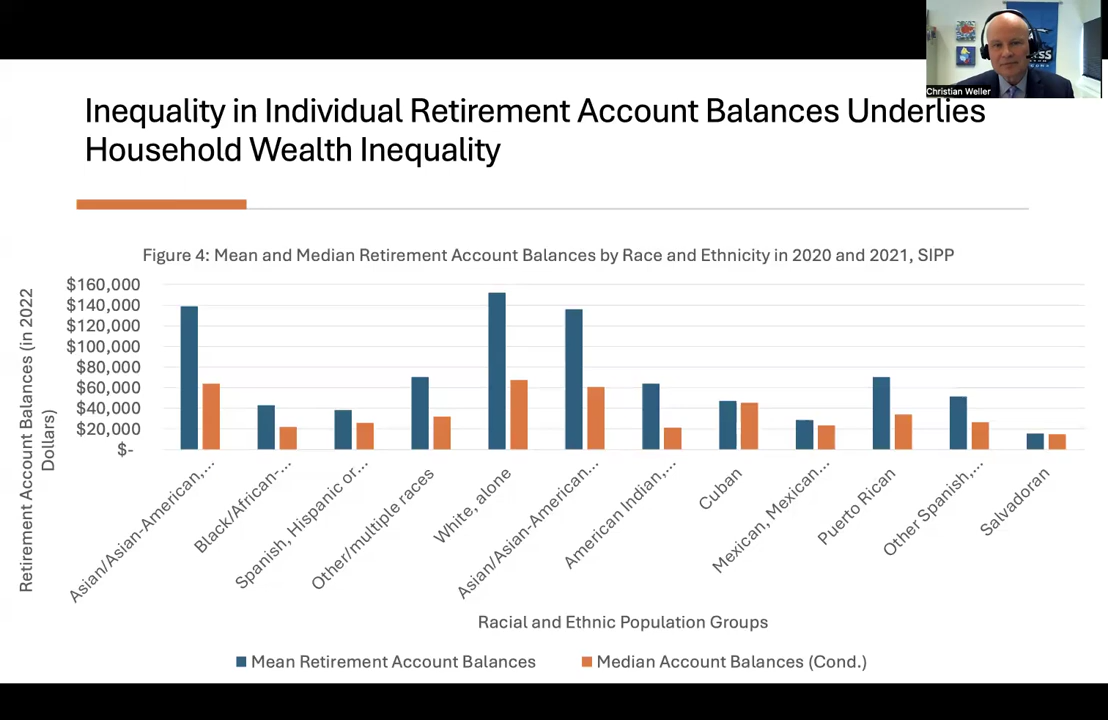 Christian Weller
Inequality in Individual Retirement Account Balances Underlies
Household Wealth Inequality
Figure 4: Mean and Median Retirement Account Balances by Race and Ethnicity in 2020 and 2021, SIPP
Retirement Account Balances (in 2022
Dollars)
$160,000
$140,000
$120,000
$100,000
$80,000
$60,000
$40,000
$20,000
$-
Asian/Asian-American,...
Black/African-...
Spanish, Hispanic or...
Other/multiple races
White, alone
Asian/Asian-American...
American Indian,...
Cuban
Mexican, Mexican...
Puerto Rican
Other Spanish,...
Salvadoran
Racial and Ethnic Population Groups
Mean Retirement Account Balances
Median Account Balances (Cond.)